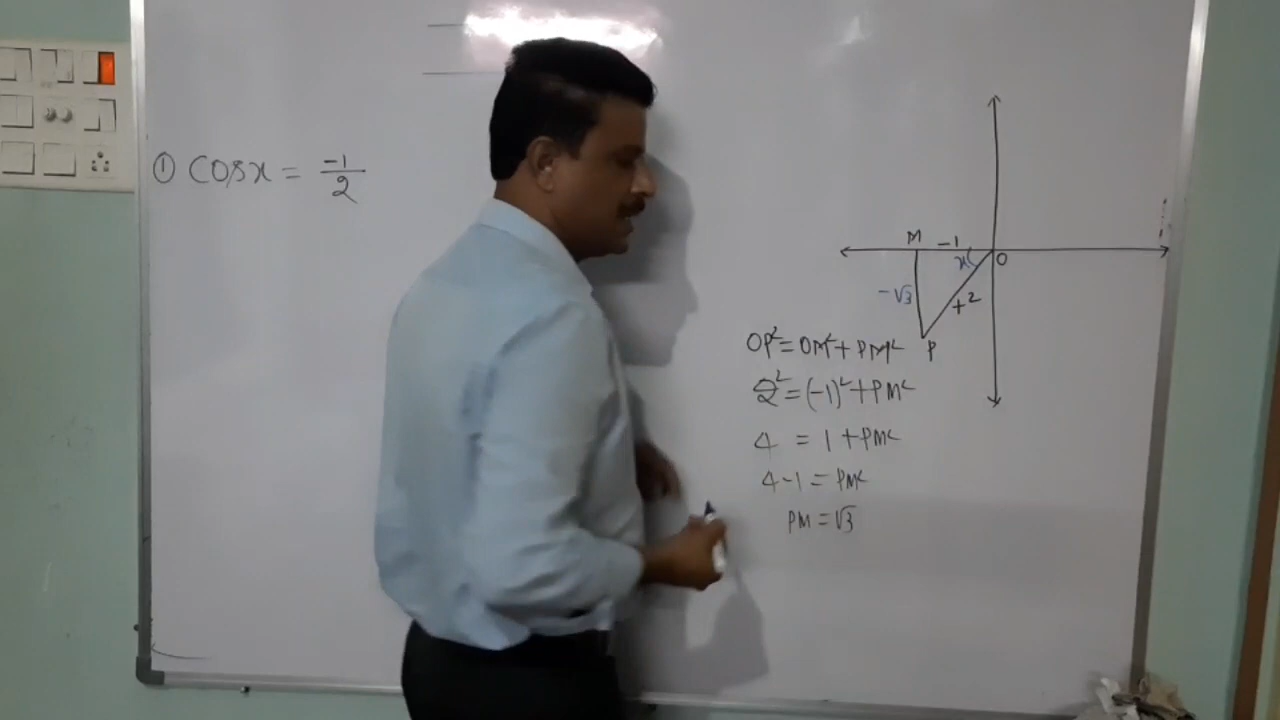 ① cosx = -1/2
M -1
x O
-√3 +2
P
OP² = OM² + PM²
2² = (-1)² + PM²
4 = 1 + PM²
4-1 = PM²
PM = √3